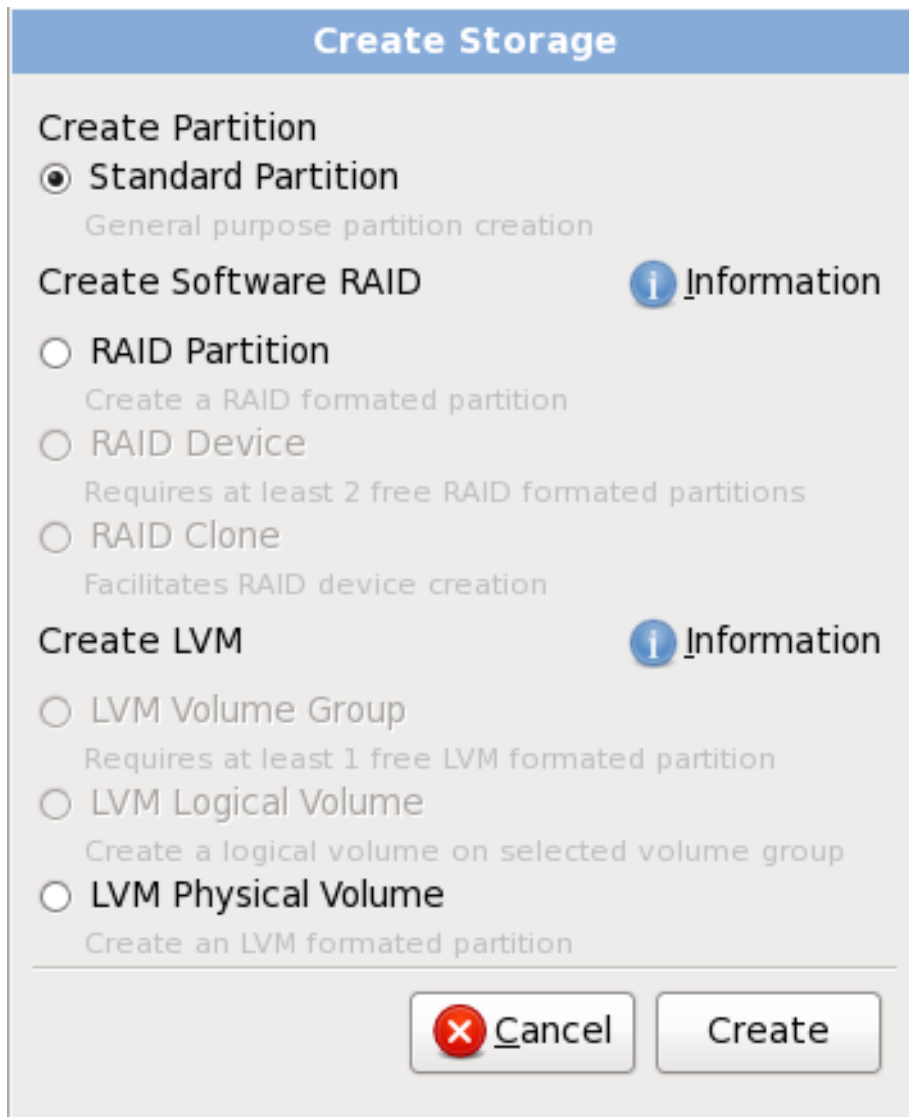 Create Storage
Create Partition
Standard Partition
General purpose partition creation
Create Software RAID
Information
RAID Partition
Create a RAID formated partition
RAID Device
Requires at least 2 free RAID formated partitions
RAID Clone
Facilitates RAID device creation
Create LVM
Information
LVM Volume Group
Requires at least 1 free LVM formated partition
LVM Logical Volume
Create a logical volume on selected volume group
LVM Physical Volume
Create an LVM formated partition
Cancel
Create